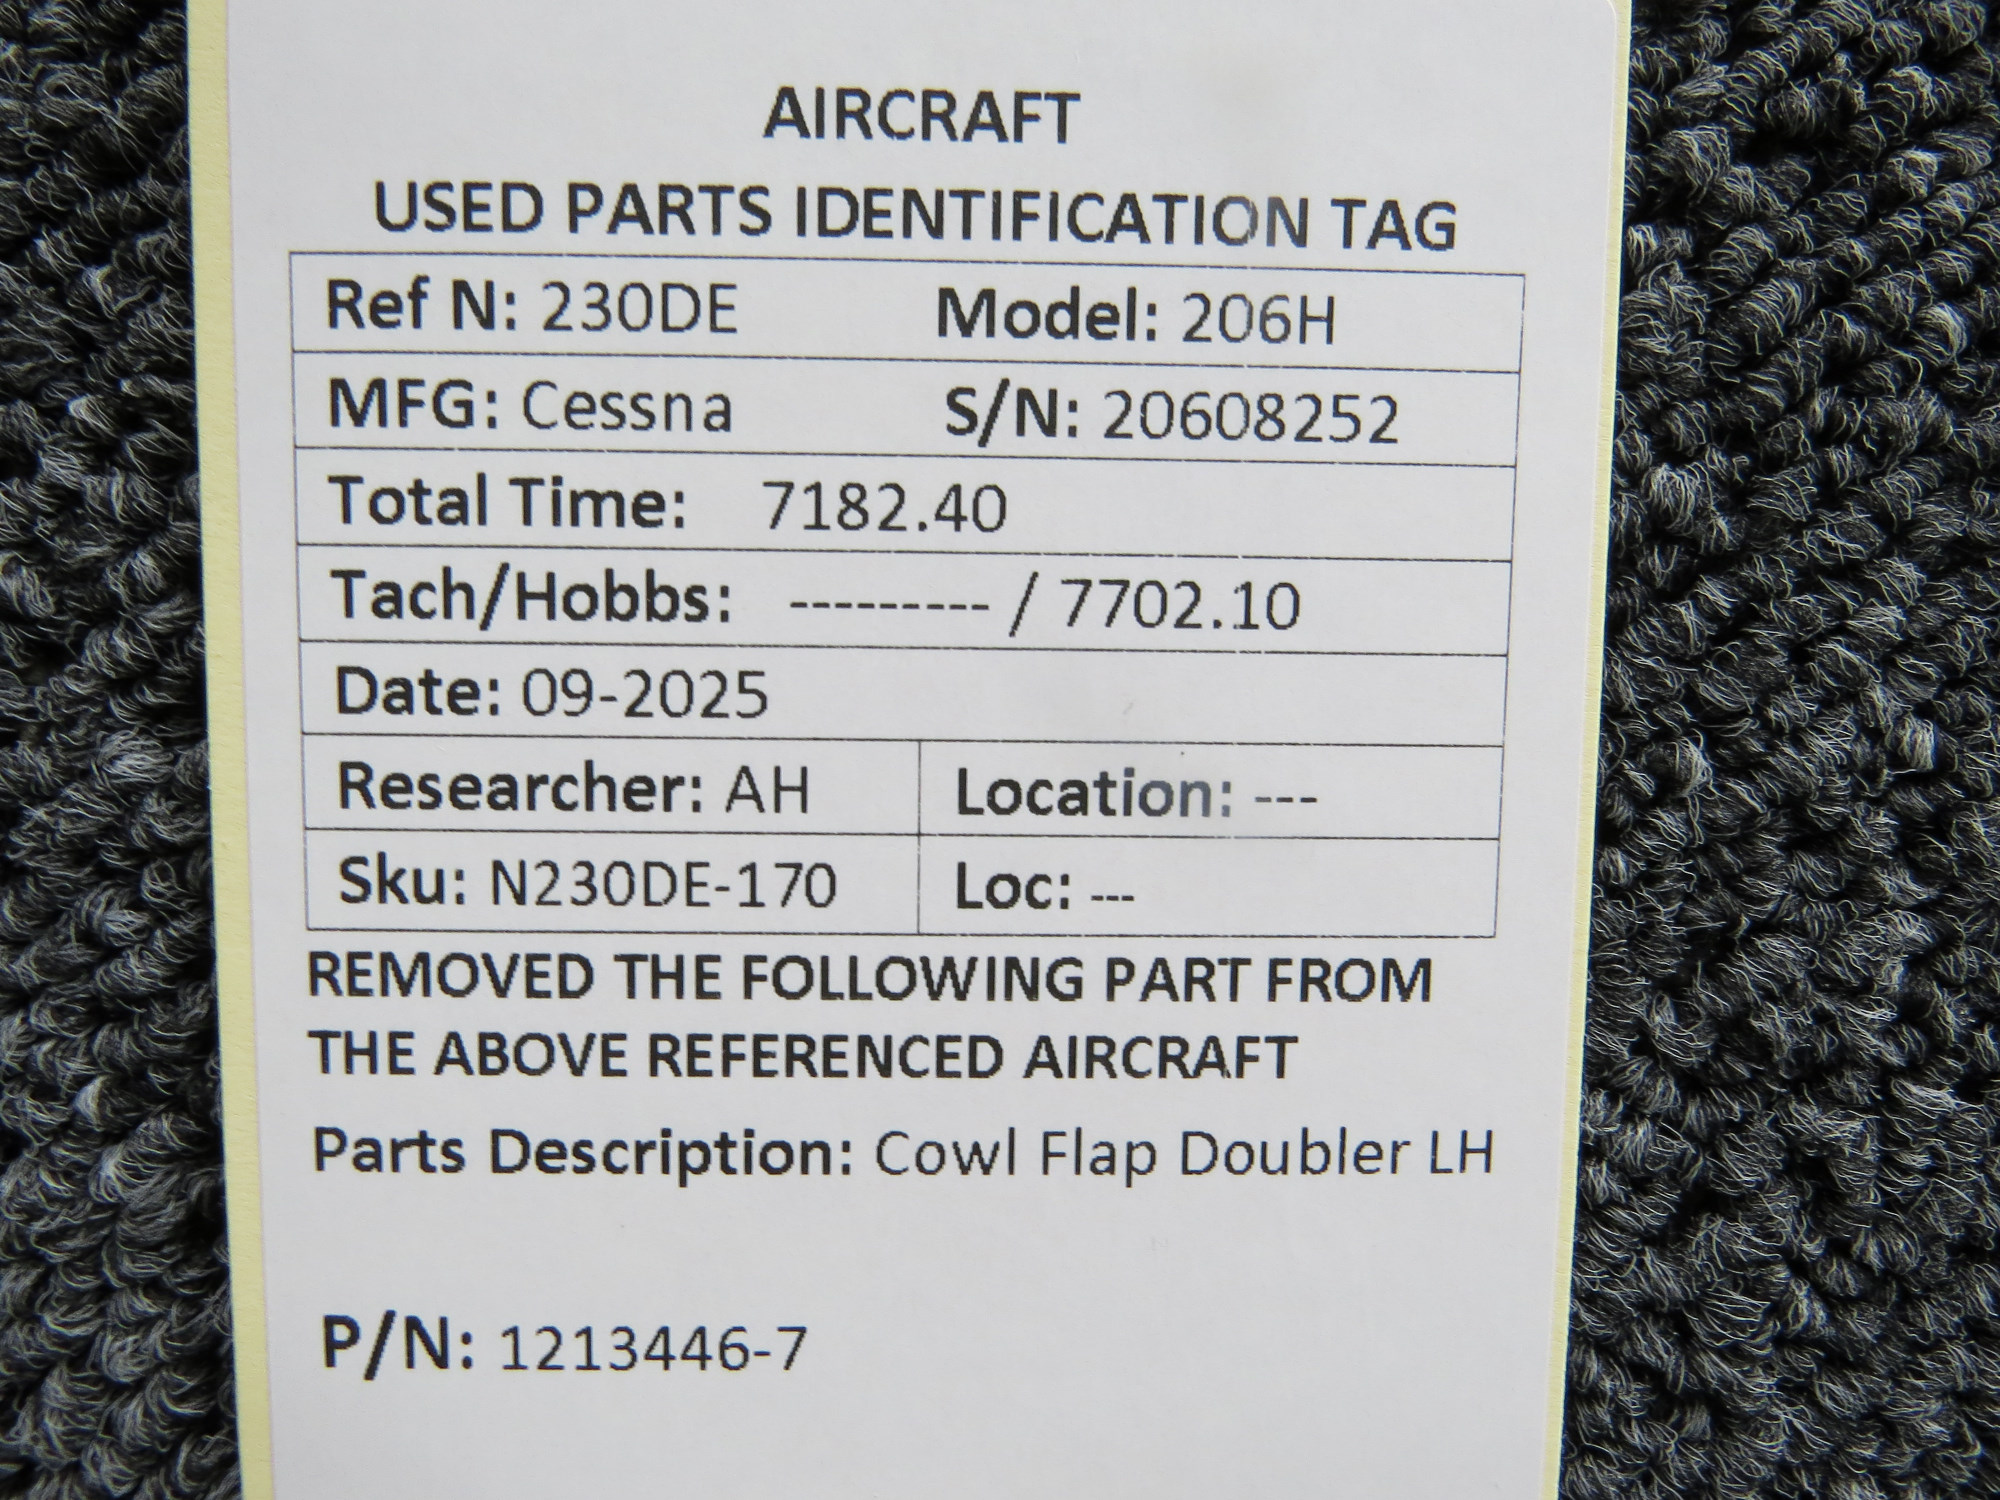 AIRCRAFT
USED PARTS IDENTIFICATION TAG
Ref N: 230DE Model: 206H
MFG: Cessna S/N: 20608252
Total Time: 7182.40
Tach/Hobbs: --------- / 7702.10
Date: 09-2025
Researcher: AH Location: ---
Sku: N230DE-170 Loc: ---
REMOVED THE FOLLOWING PART FROM
THE ABOVE REFERENCED AIRCRAFT
Parts Description: Cowl Flap Doubler LH
P/N: 1213446-7